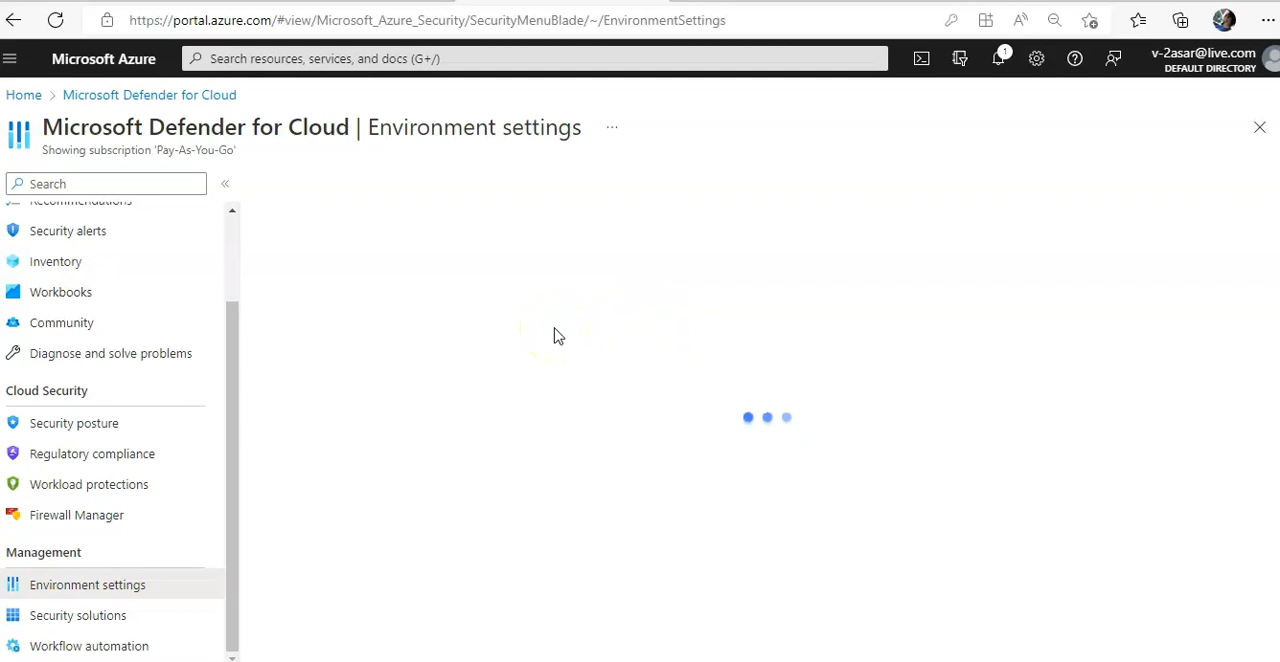 https://portal.azure.com/#view/Microsoft_Azure_Security/SecurityMenuBlade/~/EnvironmentSettings
Microsoft Azure
Search resources, services, and docs (G+/)
1
v-2asar@live.com
DEFAULT DIRECTORY
Home > Microsoft Defender for Cloud
Microsoft Defender for Cloud | Environment settings ...
Showing subscription 'Pay-As-You-Go'
Search
«
Recommendations
Security alerts
Inventory
Workbooks
Community
Diagnose and solve problems
Cloud Security
Security posture
Regulatory compliance
Workload protections
Firewall Manager
Management
Environment settings
Security solutions
Workflow automation